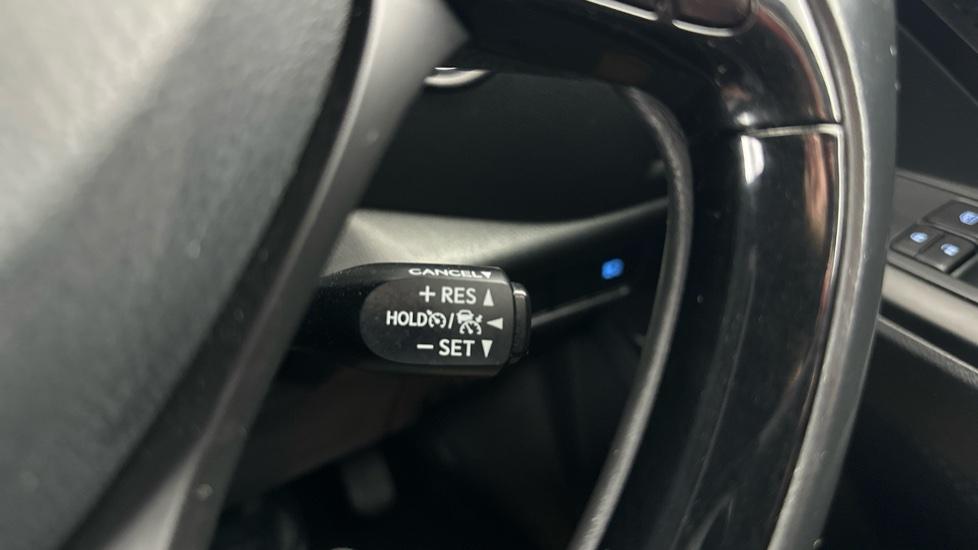 CANCEL▼
+ RES ▲
HOLD / ◀
− SET ▼